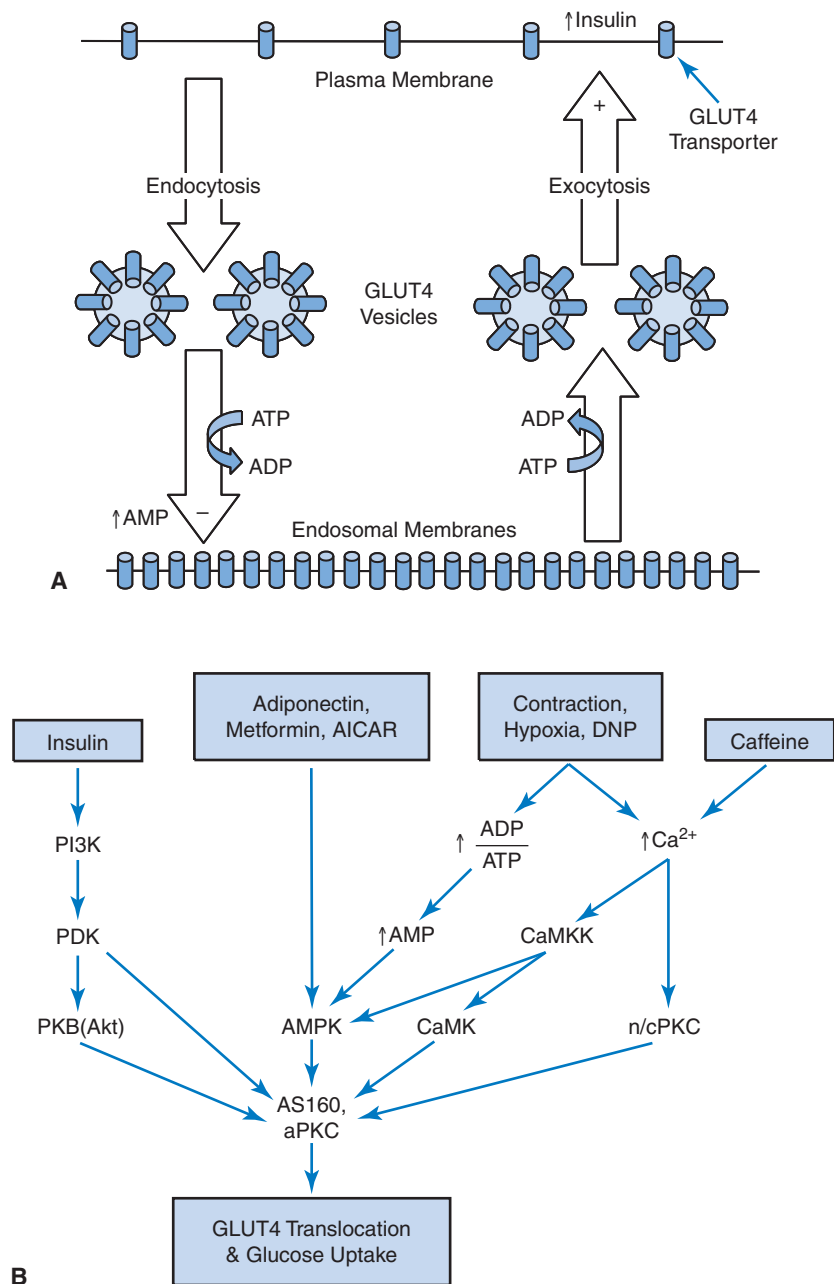 ↑Insulin
Plasma Membrane
GLUT4
Transporter
+
Endocytosis
Exocytosis
GLUT4
Vesicles
ATP
ADP
ADP
ATP
↑AMP
–
Endosomal Membranes
A
Insulin
Adiponectin,
Metformin, AICAR
Contraction,
Hypoxia, DNP
Caffeine
PI3K
↑ ADP
ATP
↑Ca2+
PDK
↑AMP
CaMKK
PKB(Akt)
AMPK
CaMK
n/cPKC
AS160,
aPKC
GLUT4 Translocation
& Glucose Uptake
B